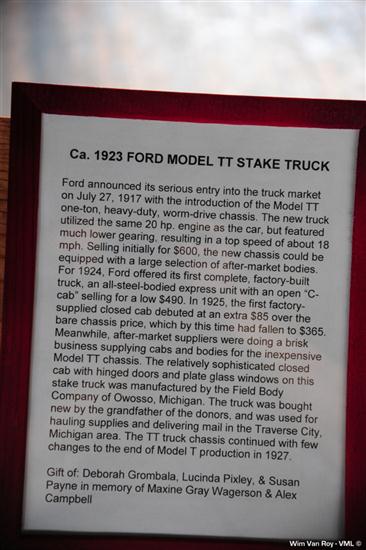 Ca. 1923 FORD MODEL TT STAKE TRUCK
Ford announced its serious entry into the truck market
on July 27, 1917 with the introduction of the Model TT
one-ton, heavy-duty, worm-drive chassis. The new truck
utilized the same 20 hp. engine as the car, but featured
much lower gearing, resulting in a top speed of about 18
mph. Selling initially for $600, the new chassis could be
equipped with a large selection of after-market bodies.
For 1924, Ford offered its first complete, factory-built
truck, an all-steel-bodied express unit with an open "C-
cab" selling for a low $490. In 1925, the first factory-
supplied closed cab debuted at an extra $85 over the
bare chassis price, which by this time had fallen to $365.
Meanwhile, after-market suppliers were doing a brisk
business supplying cabs and bodies for the inexpensive
Model TT chassis. The relatively sophisticated closed
cab with hinged doors and plate glass windows on this
stake truck was manufactured by the Field Body
Company of Owosso, Michigan. The truck was bought
new by the grandfather of the donors, and was used for
hauling supplies and delivering mail in the Traverse City,
Michigan area. The TT truck chassis continued with few
changes to the end of Model T production in 1927.
Gift of: Deborah Grombala, Lucinda Pixley, & Susan
Payne in memory of Maxine Gray Wagerson & Alex
Campbell
Wim Van Roy - VML ©